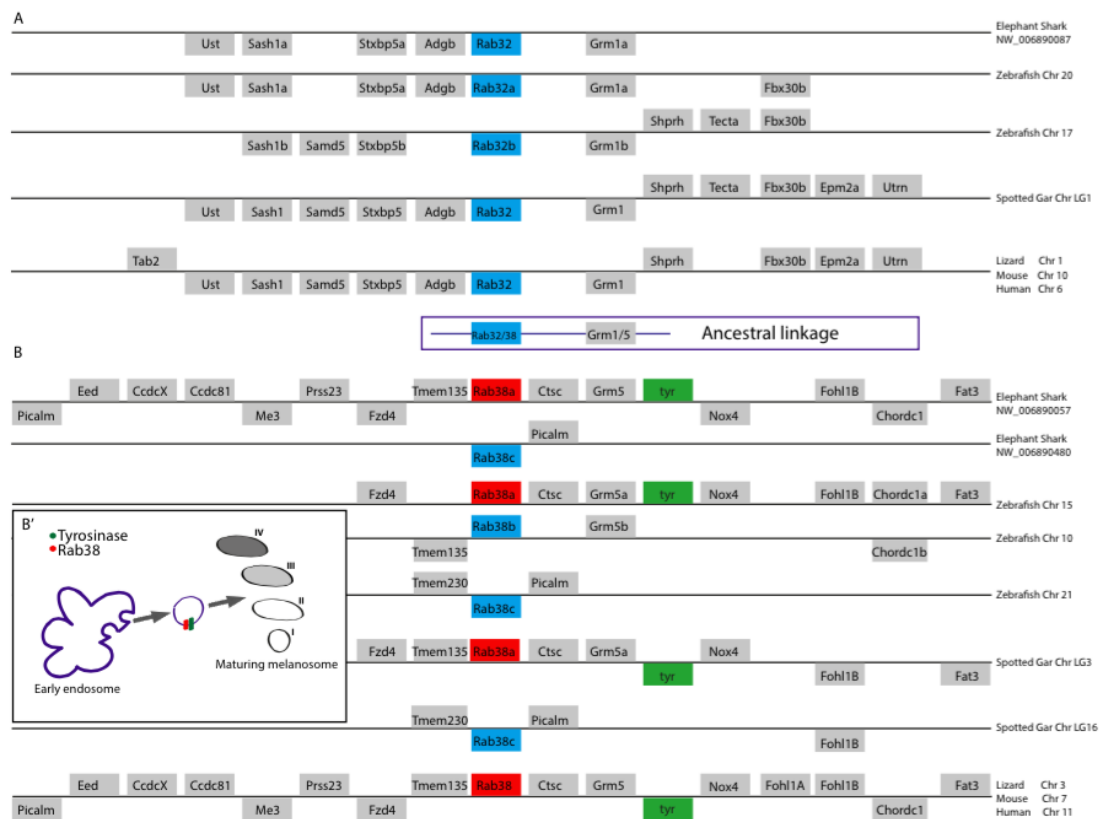 A
Elephant Shark
NW_006890087
Ust Sash1a Stxbp5a Adgb Rab32 Grm1a
Zebrafish Chr 20
Ust Sash1a Stxbp5a Adgb Rab32a Grm1a Fbx30b
Shprh Tecta Fbx30b
Zebrafish Chr 17
Sash1b Samd5 Stxbp5b Rab32b Grm1b
Shprh Tecta Fbx30b Epm2a Utrn
Spotted Gar Chr LG1
Ust Sash1 Samd5 Stxbp5 Adgb Rab32 Grm1
Tab2 Shprh Fbx30b Epm2a Utrn
Lizard Chr 1
Mouse Chr 10
Human Chr 6
Ust Sash1 Samd5 Stxbp5 Adgb Rab32 Grm1
Rab32/38 Grm1/5 Ancestral linkage
B
Eed CcdcX Ccdc81 Prss23 Tmem135 Rab38a Ctsc Grm5 tyr Fohl1B Fat3
Elephant Shark
NW_006890057
Picalm Me3 Fzd4 Nox4 Chordc1
Picalm
Elephant Shark
NW_006890480
Rab38c
Fzd4 Rab38a Ctsc Grm5a tyr Nox4 Fohl1B Chordc1a Fat3
Zebrafish Chr 15
Rab38b Grm5b
Zebrafish Chr 10
Tmem135 Chordc1b
Tmem230 Picalm
Zebrafish Chr 21
Rab38c
Fzd4 Tmem135 Rab38a Ctsc Grm5a Nox4
Spotted Gar Chr LG3
tyr Fohl1B Fat3
Tmem230 Picalm
Spotted Gar Chr LG16
Rab38c Fohl1B
Eed CcdcX Ccdc81 Prss23 Tmem135 Rab38 Ctsc Grm5 Nox4 Fohl1A Fohl1B Fat3
Lizard Chr 3
Mouse Chr 7
Human Chr 11
Picalm Me3 Fzd4 tyr Chordc1
B'
Tyrosinase
Rab38
IV
III
II
I
Maturing melanosome
Early endosome